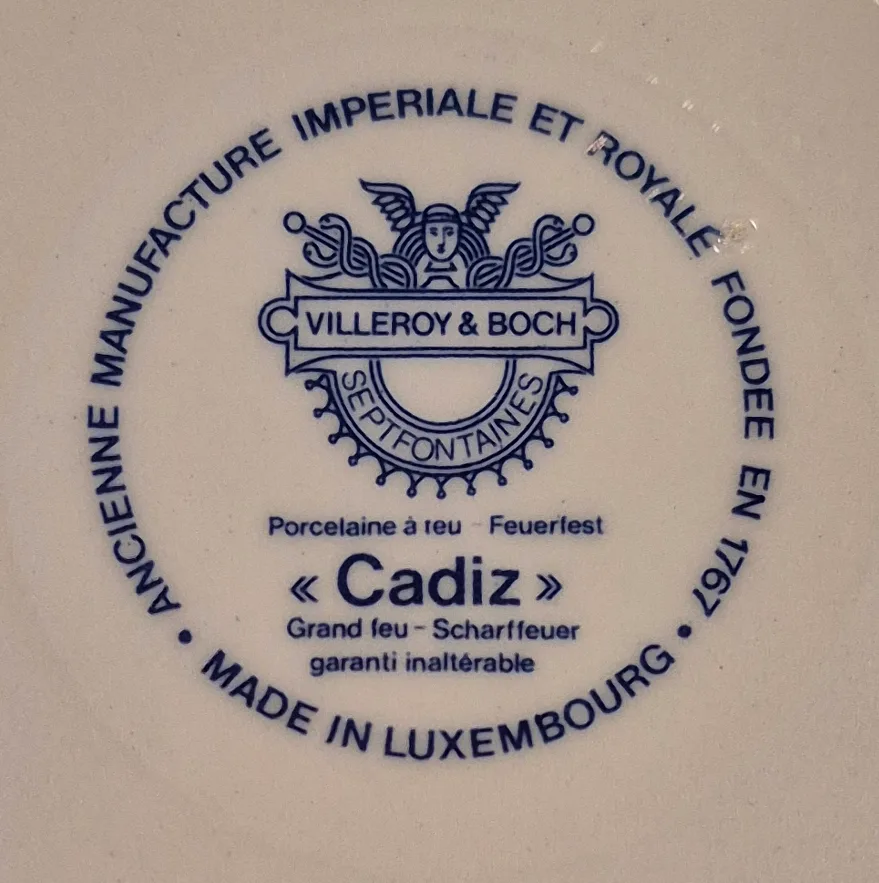 ANCIENNE MANUFACTURE IMPERIALE ET ROYALE FONDEE EN 1767
VILLEROY & BOCH
SEPTFONTAINES
Porcelaine à feu - Feuerfest
« Cadiz »
Grand feu - Scharffeuer
garanti inaltérable
• MADE IN LUXEMBOURG •